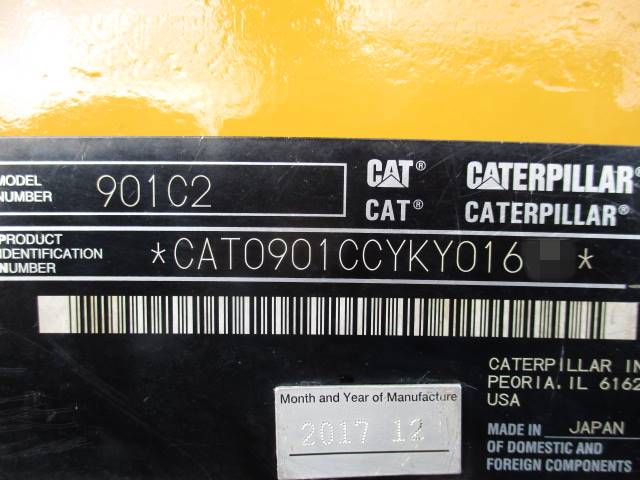 MODEL NUMBER 901C2
CAT® CATERPILLAR®
CAT® CATERPILLAR®
PRODUCT IDENTIFICATION NUMBER *CAT0901CCYKY016 *
CATERPILLAR IN
PEORIA.IL 6162
USA
Month and Year of Manufacture
2017 12
MADE IN JAPAN
OF DOMESTIC AND
FOREIGN COMPONENTS